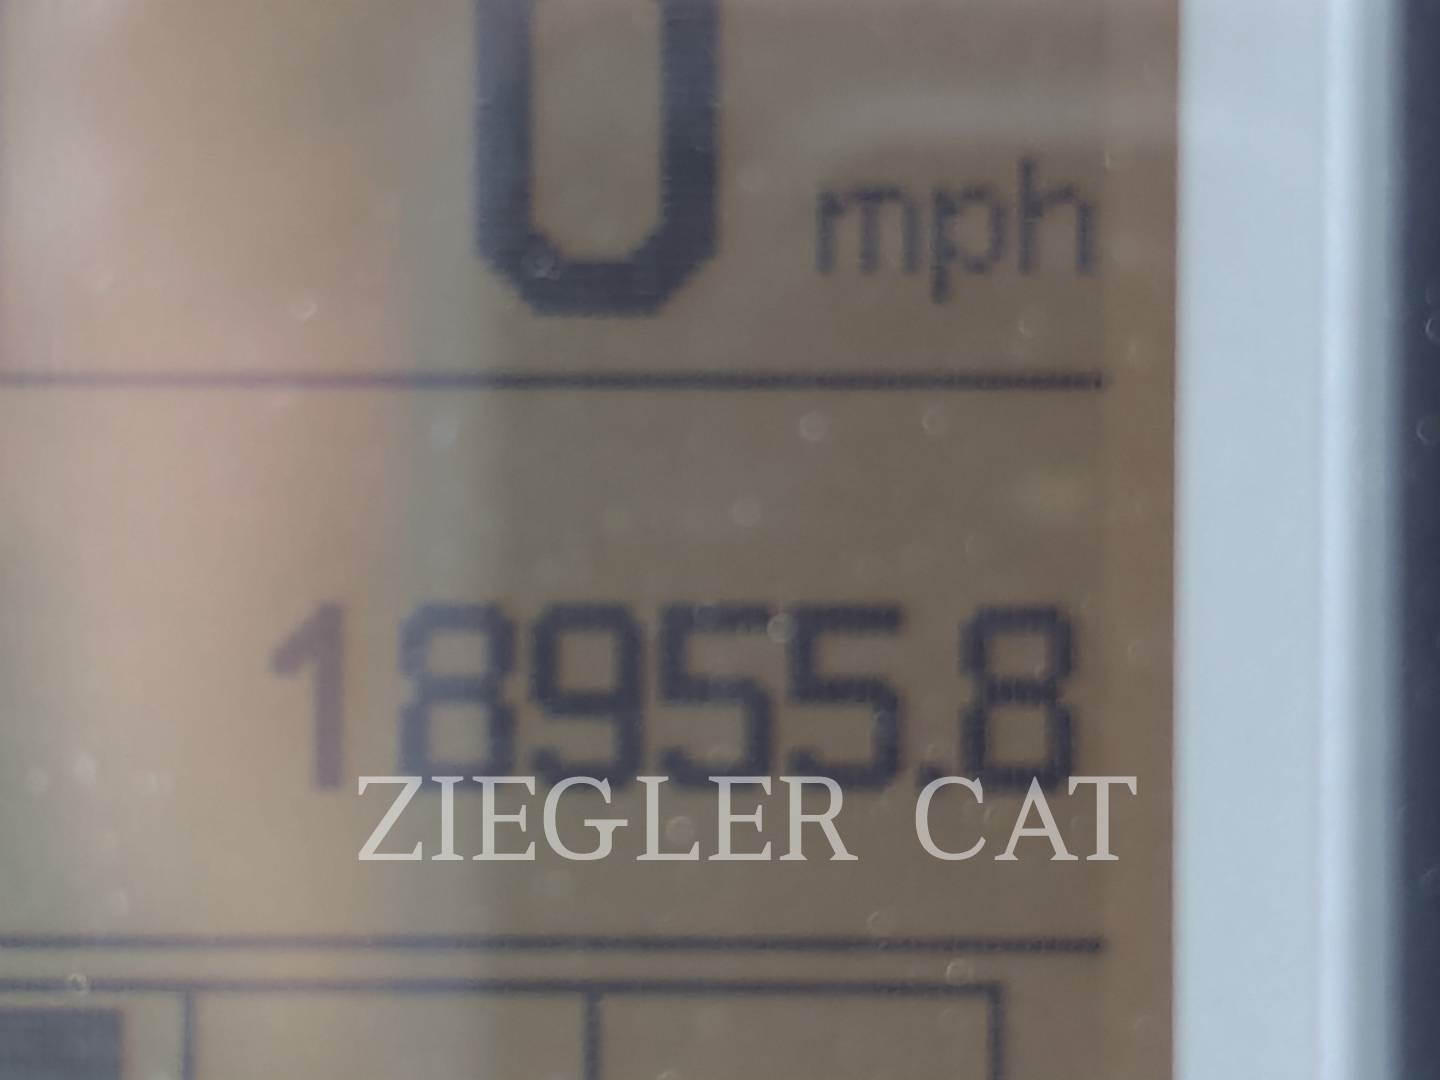 0 mph
18955.8
ZIEGLER CAT